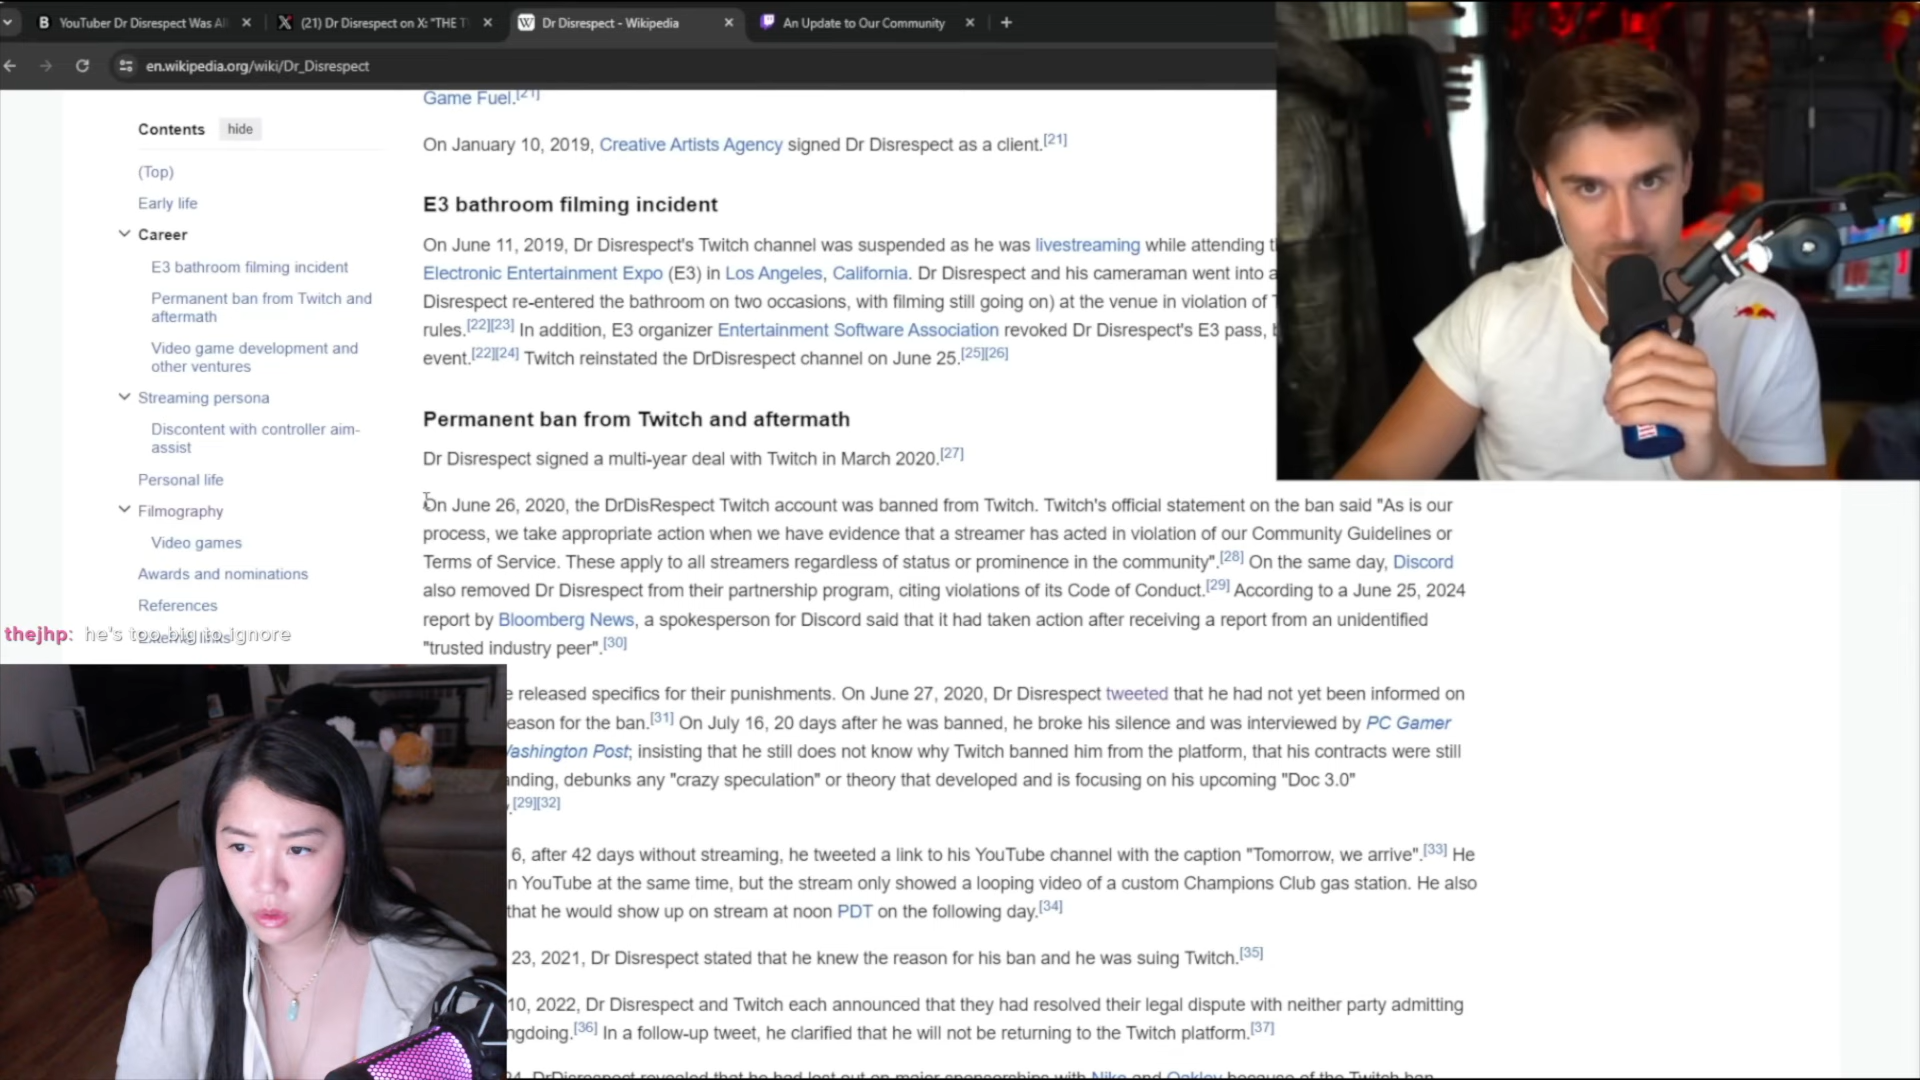 YouTuber Dr Disrespect Was Al
(21) Dr Disrespect on X: "THE T
Dr Disrespect - Wikipedia
An Update to Our Community
en.wikipedia.org/wiki/Dr_Disrespect
Contents hide
(Top)
Early life
Career
E3 bathroom filming incident
Permanent ban from Twitch and
aftermath
Video game development and
other ventures
Streaming persona
Discontent with controller aim-
assist
Personal life
Filmography
Video games
Awards and nominations
References
External links
thejhp: he's too big to ignore
Game Fuel.[21]
On January 10, 2019, Creative Artists Agency signed Dr Disrespect as a client.[21]
E3 bathroom filming incident
On June 11, 2019, Dr Disrespect's Twitch channel was suspended as he was livestreaming while attending
Electronic Entertainment Expo (E3) in Los Angeles, California. Dr Disrespect and his cameraman went into a
Disrespect re-entered the bathroom on two occasions, with filming still going on) at the venue in violation of
rules.[22][23] In addition, E3 organizer Entertainment Software Association revoked Dr Disrespect's E3 pass,
event.[22][24] Twitch reinstated the DrDisrespect channel on June 25.[25][26]
Permanent ban from Twitch and aftermath
Dr Disrespect signed a multi-year deal with Twitch in March 2020.[27]
On June 26, 2020, the DrDisRespect Twitch account was banned from Twitch. Twitch's official statement on the ban said "As is our
process, we take appropriate action when we have evidence that a streamer has acted in violation of our Community Guidelines or
Terms of Service. These apply to all streamers regardless of status or prominence in the community".[28] On the same day, Discord
also removed Dr Disrespect from their partnership program, citing violations of its Code of Conduct.[29] According to a June 25, 2024
report by Bloomberg News, a spokesperson for Discord said that it had taken action after receiving a report from an unidentified
"trusted industry peer".[30]
e released specifics for their punishments. On June 27, 2020, Dr Disrespect tweeted that he had not yet been informed on
eason for the ban.[31] On July 16, 20 days after he was banned, he broke his silence and was interviewed by PC Gamer
Washington Post; insisting that he still does not know why Twitch banned him from the platform, that his contracts were still
nding, debunks any "crazy speculation" or theory that developed and is focusing on his upcoming "Doc 3.0"
.[29][32]
6, after 42 days without streaming, he tweeted a link to his YouTube channel with the caption "Tomorrow, we arrive".[33] He
n YouTube at the same time, but the stream only showed a looping video of a custom Champions Club gas station. He also
that he would show up on stream at noon PDT on the following day.[34]
23, 2021, Dr Disrespect stated that he knew the reason for his ban and he was suing Twitch.[35]
10, 2022, Dr Disrespect and Twitch each announced that they had resolved their legal dispute with neither party admitting
ngdoing.[36] In a follow-up tweet, he clarified that he will not be returning to the Twitch platform.[37]
24, DrDisrespect revealed that he had lost out on major sponsorships with Nike and Oakley because of the Twitch ban